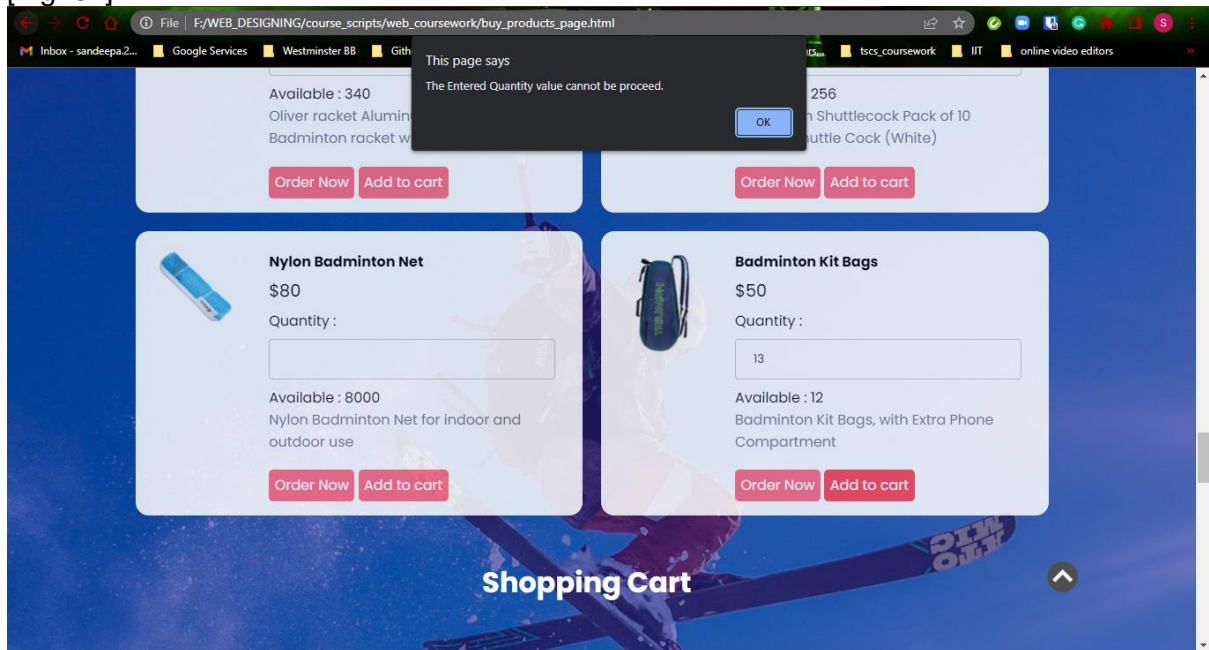 File F:/WEB_DESIGNING/course_scripts/web_coursework/buy_products_page.html
Inbox - sandeepa.2... Google Services Westminster BB Gith tscs_coursework IIT online video editors »
This page says
The Entered Quantity value cannot be proceed.
OK
Available : 340
Oliver racket Alumin
Badminton racket w
Order Now Add to cart
256
Shuttlecock Pack of 10
uttle Cock (White)
Order Now Add to cart
Nylon Badminton Net
$80
Quantity :
Available : 8000
Nylon Badminton Net for indoor and
outdoor use
Order Now Add to cart
Badminton Kit Bags
$50
Quantity :
13
Available : 12
Badminton Kit Bags, with Extra Phone
Compartment
Order Now Add to cart
Shopping Cart